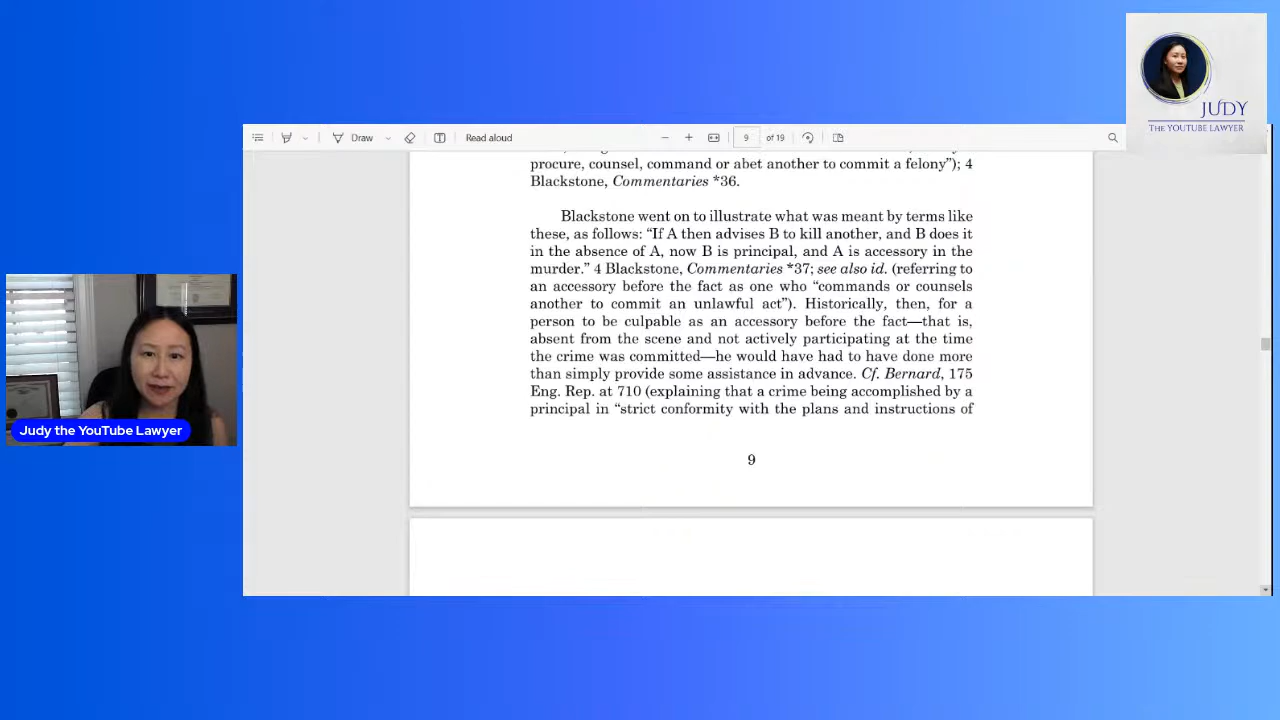 JUDY
THE YOUTUBE LAWYER
Draw
Read aloud
9 of 19
procure, counsel, command or abet another to commit a felony”); 4
Blackstone, Commentaries *36.
Blackstone went on to illustrate what was meant by terms like
these, as follows: “If A then advises B to kill another, and B does it
in the absence of A, now B is principal, and A is accessory in the
murder.” 4 Blackstone, Commentaries *37; see also id. (referring to
an accessory before the fact as one who “commands or counsels
another to commit an unlawful act”). Historically, then, for a
person to be culpable as an accessory before the fact—that is,
absent from the scene and not actively participating at the time
the crime was committed—he would have had to have done more
than simply provide some assistance in advance. Cf. Bernard, 175
Eng. Rep. at 710 (explaining that a crime being accomplished by a
principal in “strict conformity with the plans and instructions of
9
Judy the YouTube Lawyer